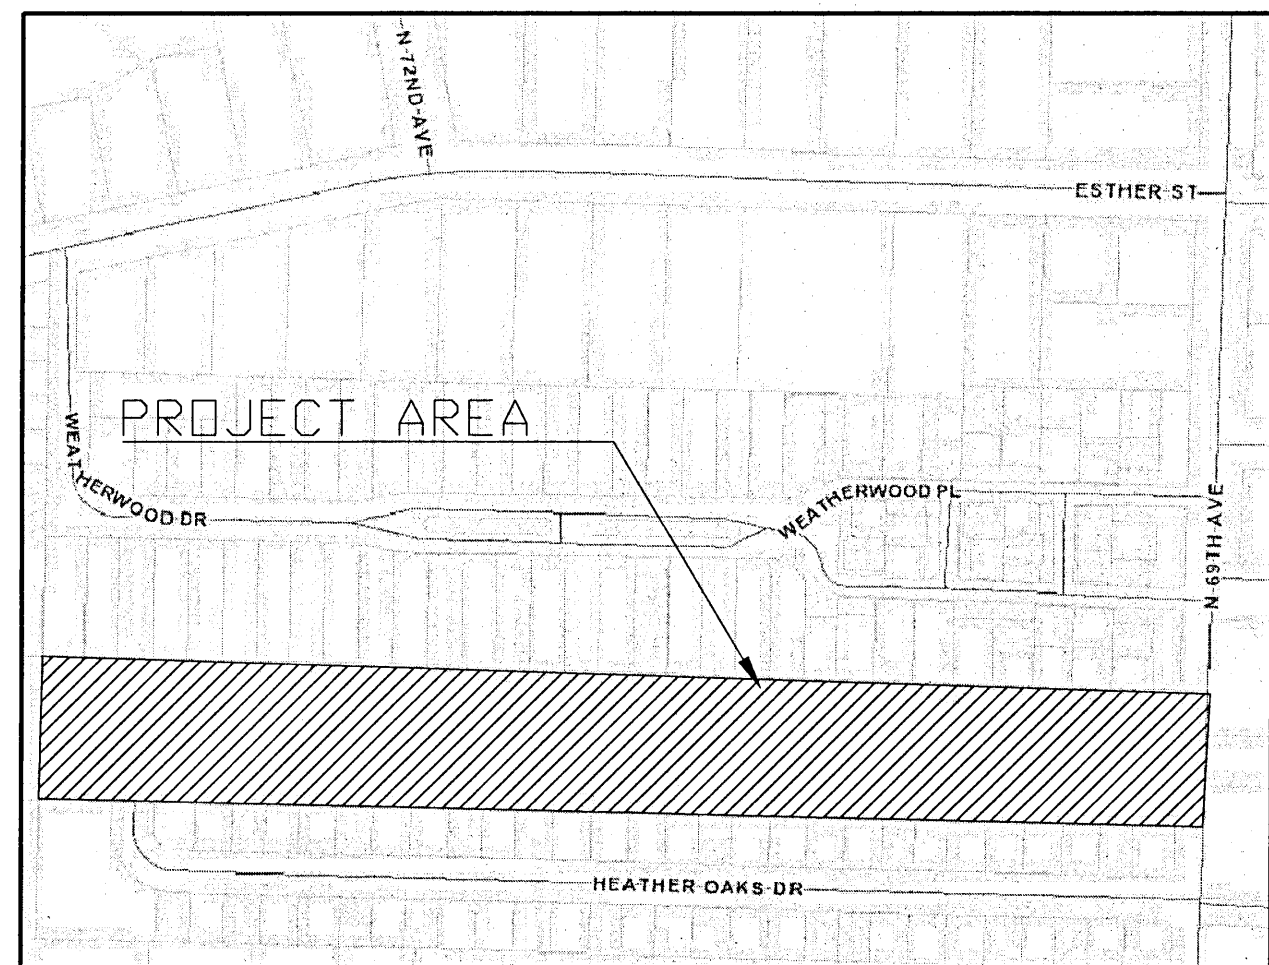 N 72ND AVE
ESTHER ST
PROJECT AREA
WEATHERWOOD DR
WEATHERWOOD PL
N 69TH AVE
HEATHER OAKS DR